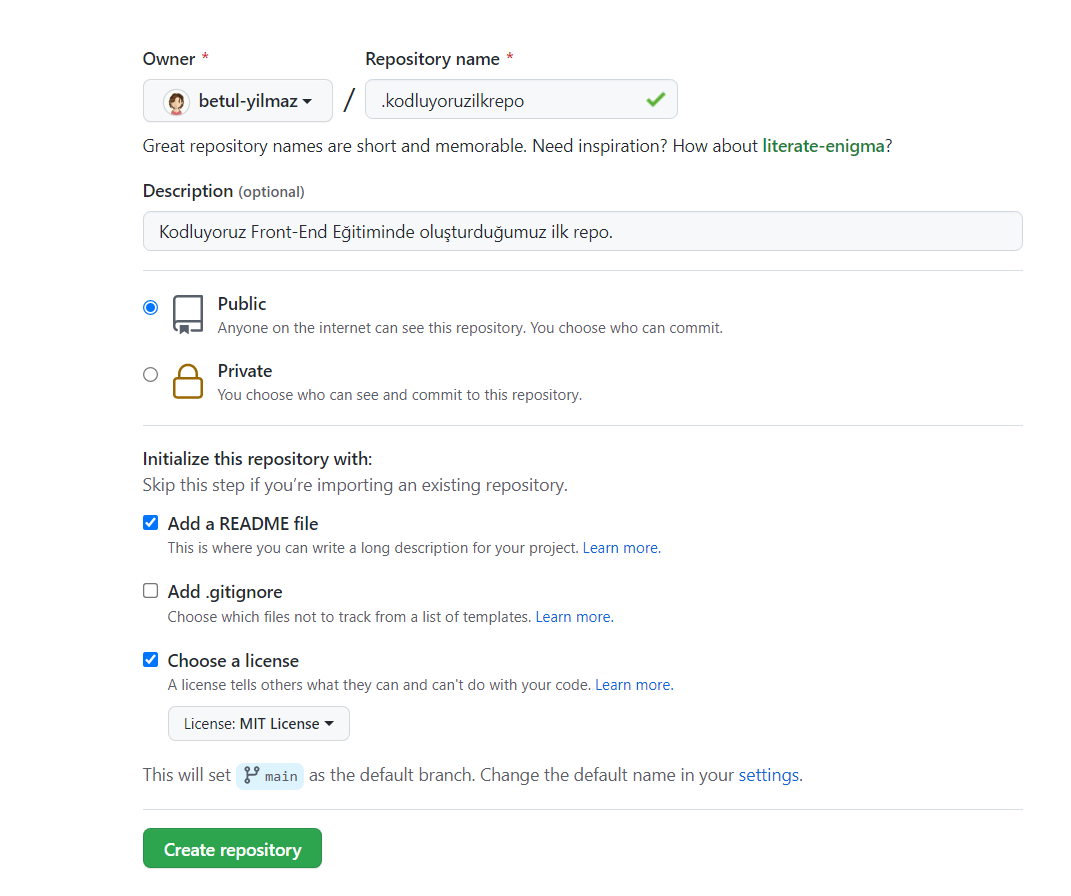 Owner * Repository name *
betul-yilmaz / .kodluyoruzilkrepo
Great repository names are short and memorable. Need inspiration? How about literate-enigma?
Description (optional)
Kodluyoruz Front-End Eğitiminde oluşturduğumuz ilk repo.
Public
Anyone on the internet can see this repository. You choose who can commit.
Private
You choose who can see and commit to this repository.
Initialize this repository with:
Skip this step if you’re importing an existing repository.
Add a README file
This is where you can write a long description for your project. Learn more.
Add .gitignore
Choose which files not to track from a list of templates. Learn more.
Choose a license
A license tells others what they can and can't do with your code. Learn more.
License: MIT License
This will set main as the default branch. Change the default name in your settings.
Create repository